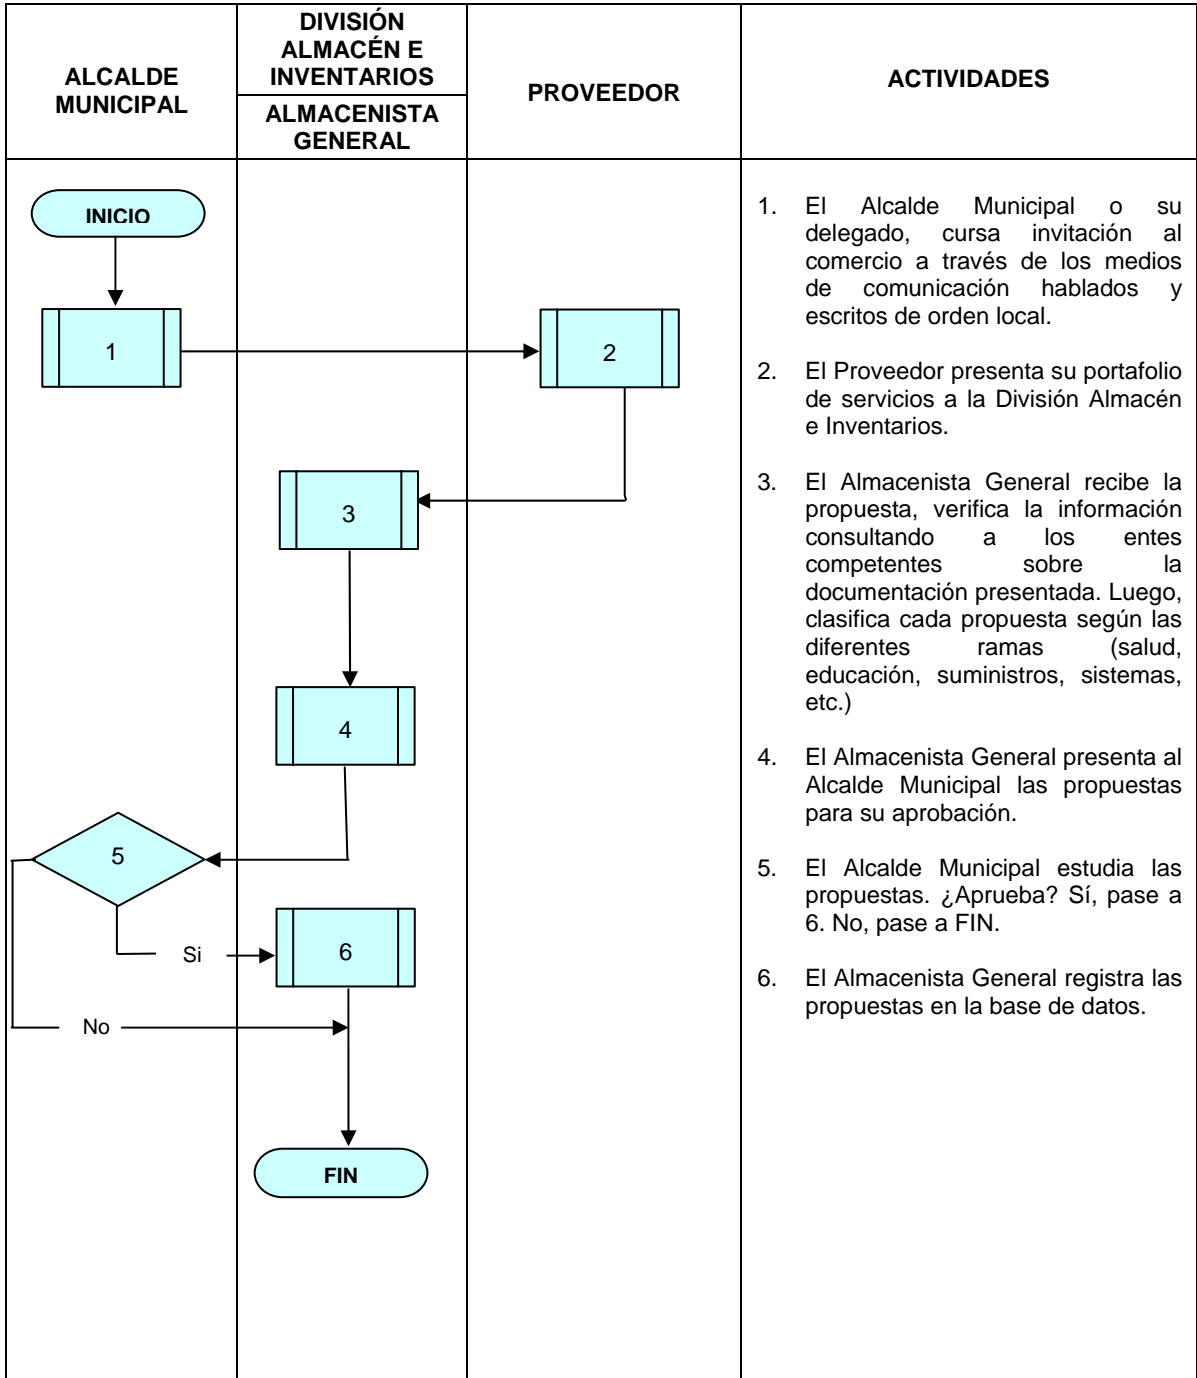 ALCALDE
MUNICIPAL
DIVISIÓN
ALMACÉN E
INVENTARIOS
ALMACENISTA
GENERAL
PROVEEDOR
ACTIVIDADES
INICIO
1
2
3
4
5
Si
6
No
FIN
1. El Alcalde Municipal o su
delegado, cursa invitación al
comercio a través de los medios
de comunicación hablados y
escritos de orden local.
2. El Proveedor presenta su portafolio
de servicios a la División Almacén
e Inventarios.
3. El Almacenista General recibe la
propuesta, verifica la información
consultando a los entes
competentes sobre la
documentación presentada. Luego,
clasifica cada propuesta según las
diferentes ramas (salud,
educación, suministros, sistemas,
etc.)
4. El Almacenista General presenta al
Alcalde Municipal las propuestas
para su aprobación.
5. El Alcalde Municipal estudia las
propuestas. ¿Aprueba? Sí, pase a
6. No, pase a FIN.
6. El Almacenista General registra las
propuestas en la base de datos.